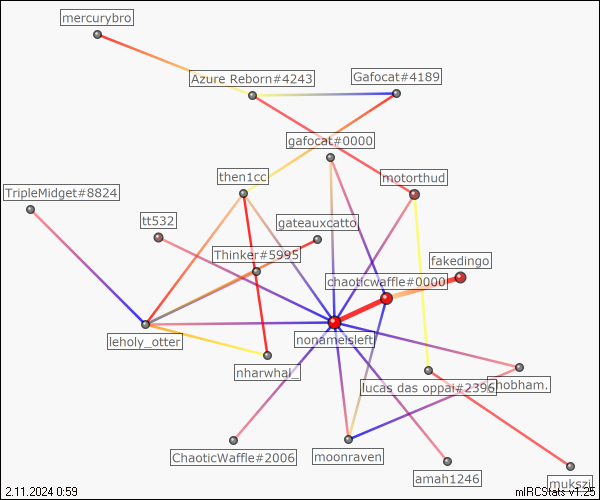 mercurybro
Azure Reborn#4243
Gafocat#4189
gafocat#0000
then1cc
motorthud
TripleMidget#8824
tt532
gateauxcatto
Thinker#5995
fakedingo
chaoticwaffle#0000
leholy_otter
nonameisleft
nharwhal_
lucas das oppai#2396
shobham.
ChaoticWaffle#2006
moonraven
amah1246
mukszi
2.11.2024 0:59
mIRCStats v1.25